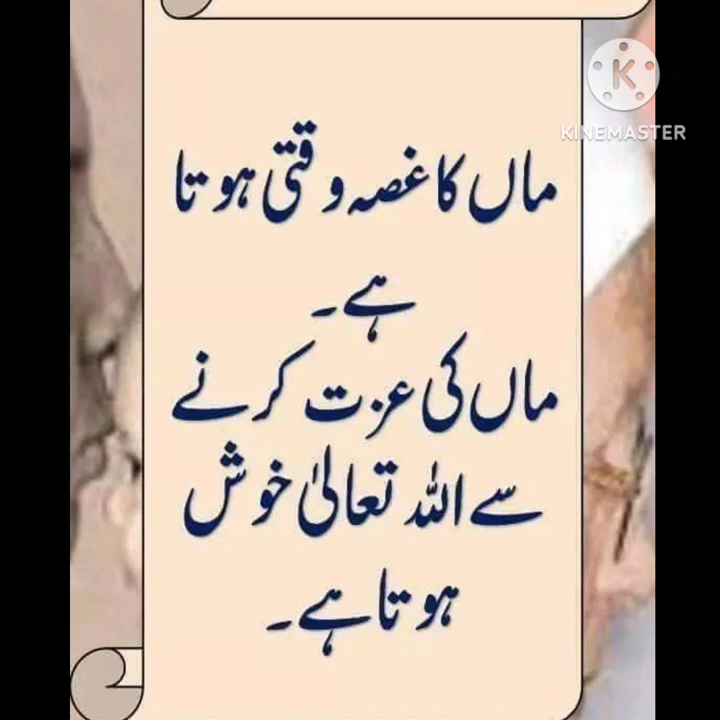 KINEMASTER
ماں کا غصہ وقتی ہوتا
ہے۔
ماں کی عزت کرنے
سے اللہ تعالیٰ خوش
ہوتا ہے۔